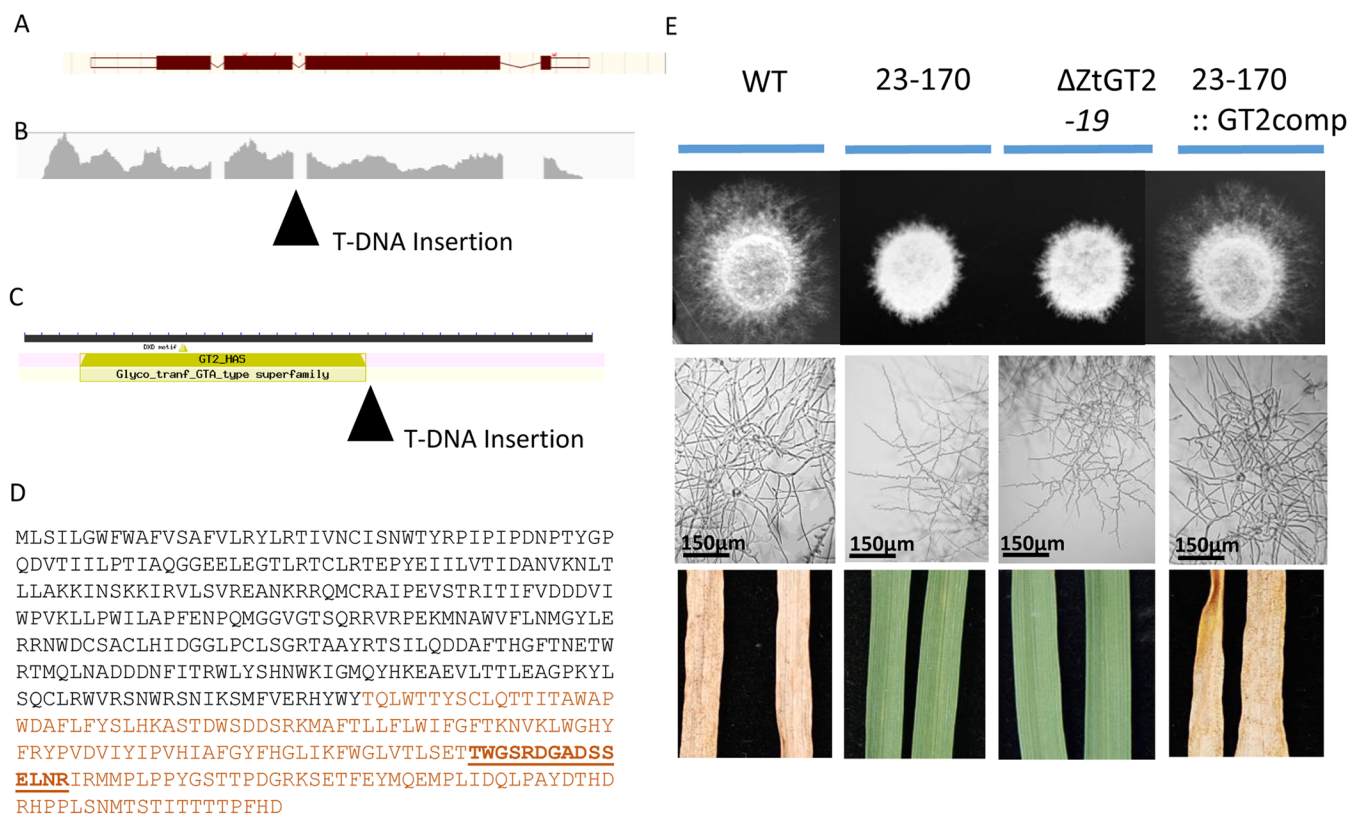 A
B
T-DNA Insertion
C
DXD motif
GT2_HAS
Glyco_tranf_GTA_type superfamily
T-DNA Insertion
D
MLSILGWFWAFVSAFVLRYLRTIVNCISNWTYRPIPIPDNPTYGP
QDVTIILPTIAQGGEELEGTLRTCLRTEPYEIILVTIDANVKNLT
LLAKKINSKKIRVLSVREANKRRQMCRAIPEVSTRITIFVDDDVI
WPVKLLPWILAPFENPQMGGVGTSQRRVRPEKMNAWVFLNMGYLE
RRNWDCSACLHIDGGLPCLSGRTAAYRTSILQDDAFTHGFTNETW
RTMQLNADDDNFITRWLYSHNWKIGMQYHKEAEVLTTLEAGPKYL
SQCLRWVRSNWRSNIKSMFVERHYWYTQLWTTYSCLQTTITAWAP
WDAFLFYSLHKASTDWSDDSRKMAFTLLFLWIFGFTKNVKLWGHY
FRYPVDVIYIPVHIAFGYFHGLIKFWGLVTLSETTWGSRDGADSS
ELNRIRMMPLPPYGSTTPDGRKSETFEYMQEMPLIDQLPAYDTHD
RHPPLSNMTSTITTTTPFHD
E
WT
23-170
ΔZtGT2
-19
23-170
:: GT2comp
150µm
150µm
150µm
150µm